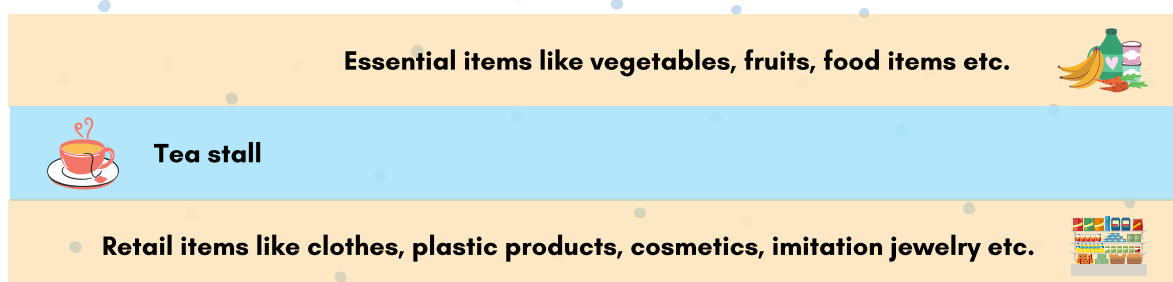 Essential items like vegetables, fruits, food items etc.
Tea stall
Retail items like clothes, plastic products, cosmetics, imitation jewelry etc.